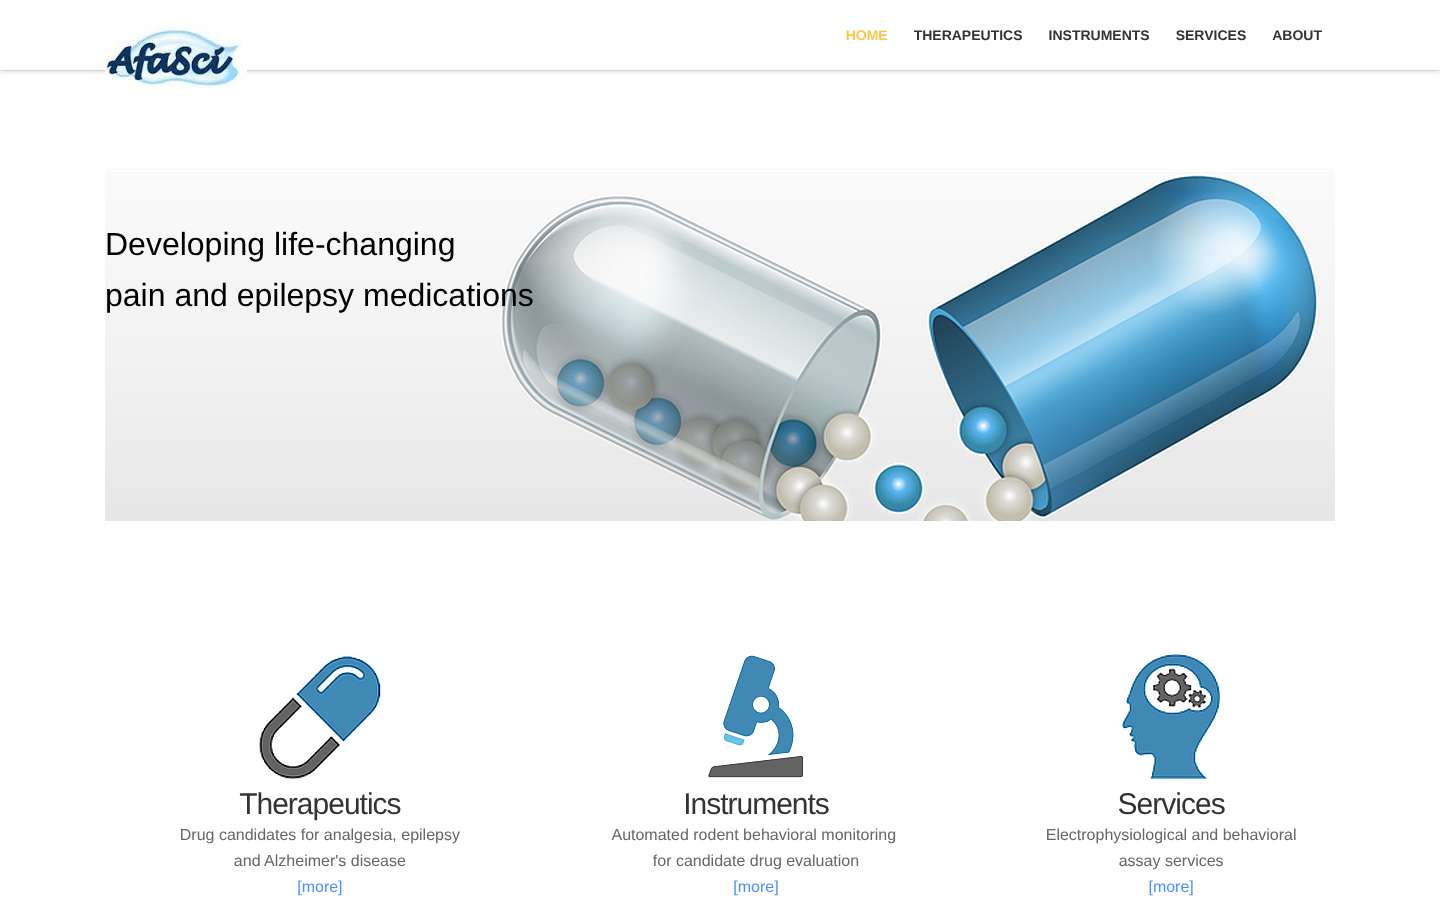 AfaSci
HOME THERAPEUTICS INSTRUMENTS SERVICES ABOUT
Developing life-changing
pain and epilepsy medications
Therapeutics
Drug candidates for analgesia, epilepsy
and Alzheimer's disease
[more]
Instruments
Automated rodent behavioral monitoring
for candidate drug evaluation
[more]
Services
Electrophysiological and behavioral
assay services
[more]